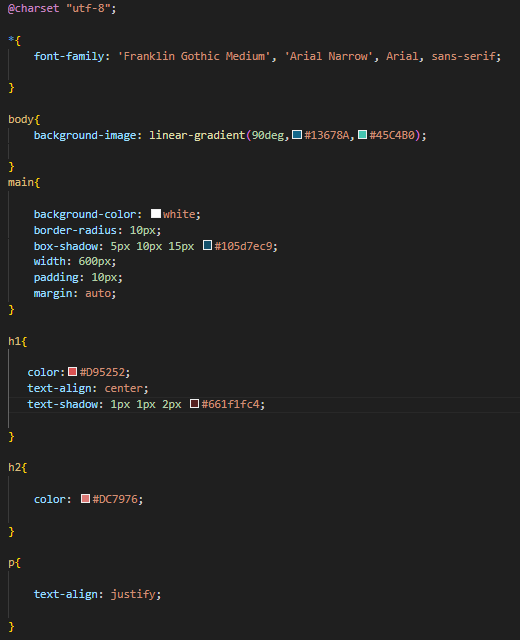 @charset "utf-8";
*{
font-family: 'Franklin Gothic Medium', 'Arial Narrow', Arial, sans-serif;
}
body{
background-image: linear-gradient(90deg,#13678A,#45C4B0);
}
main{
background-color: white;
border-radius: 10px;
box-shadow: 5px 10px 15px #105d7ec9;
width: 600px;
padding: 10px;
margin: auto;
}
h1{
color:#D95252;
text-align: center;
text-shadow: 1px 1px 2px #661f1fc4;
}
h2{
color: #DC7976;
}
p{
text-align: justify;
}